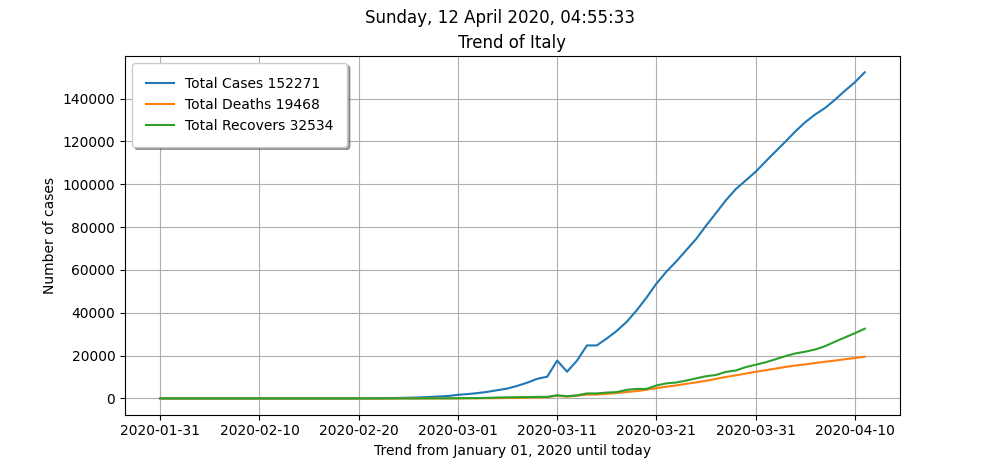 Sunday, 12 April 2020, 04:55:33
Trend of Italy
Total Cases 152271
Total Deaths 19468
Total Recovers 32534
Number of cases
140000
120000
100000
80000
60000
40000
20000
0
2020-01-31 2020-02-10 2020-02-20 2020-03-01 2020-03-11 2020-03-21 2020-03-31 2020-04-10
Trend from January 01, 2020 until today